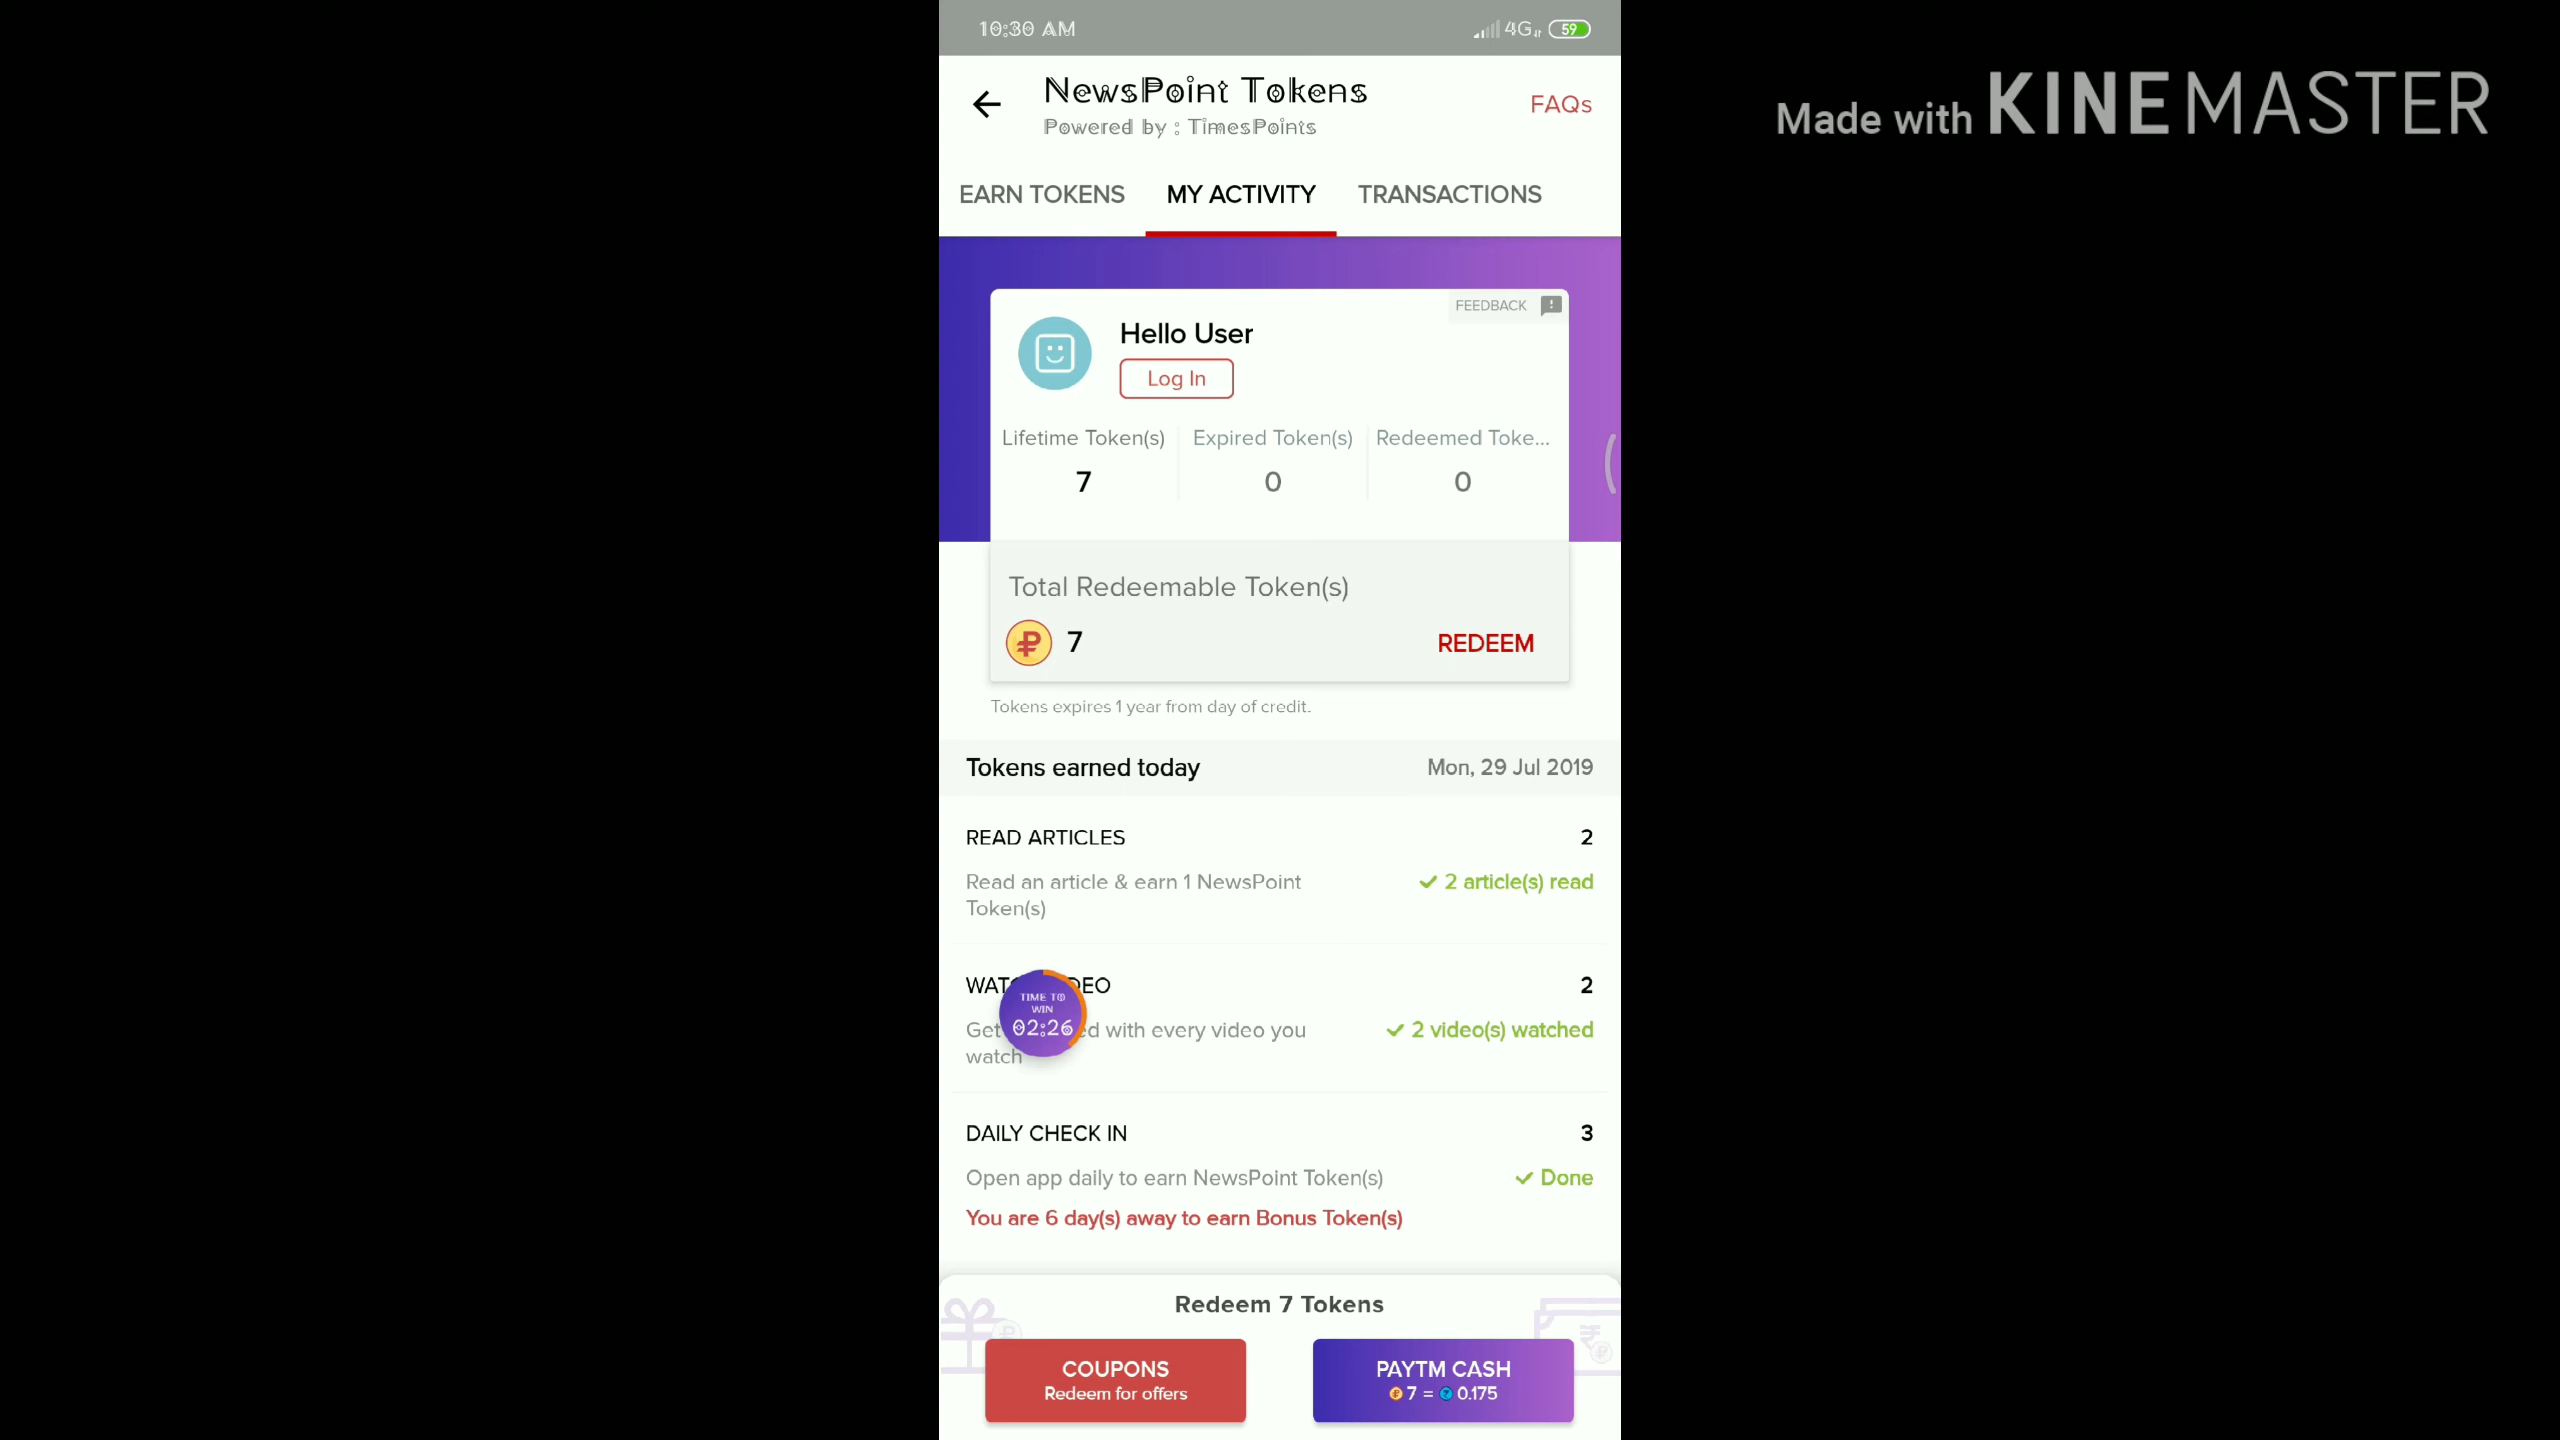 10:30 AM
4G
59
Made with KINEMASTER
NewsPoint Tokens
Powered by : TimesPoints
FAQs
EARN TOKENS
MY ACTIVITY
TRANSACTIONS
FEEDBACK
Hello User
Log In
Lifetime Token(s)
Expired Token(s)
Redeemed Toke...
7
0
0
Total Redeemable Token(s)
7
REDEEM
Tokens expires 1 year from day of credit.
Tokens earned today
Mon, 29 Jul 2019
READ ARTICLES
2
Read an article & earn 1 NewsPoint
Token(s)
✓ 2 article(s) read
2
TIME TO
WIN
02:26
Get
with every video you
watch
✓ 2 video(s) watched
DAILY CHECK IN
3
Open app daily to earn NewsPoint Token(s)
✓ Done
You are 6 day(s) away to earn Bonus Token(s)
Redeem 7 Tokens
COUPONS
Redeem for offers
PAYTM CASH
7 = 0.175